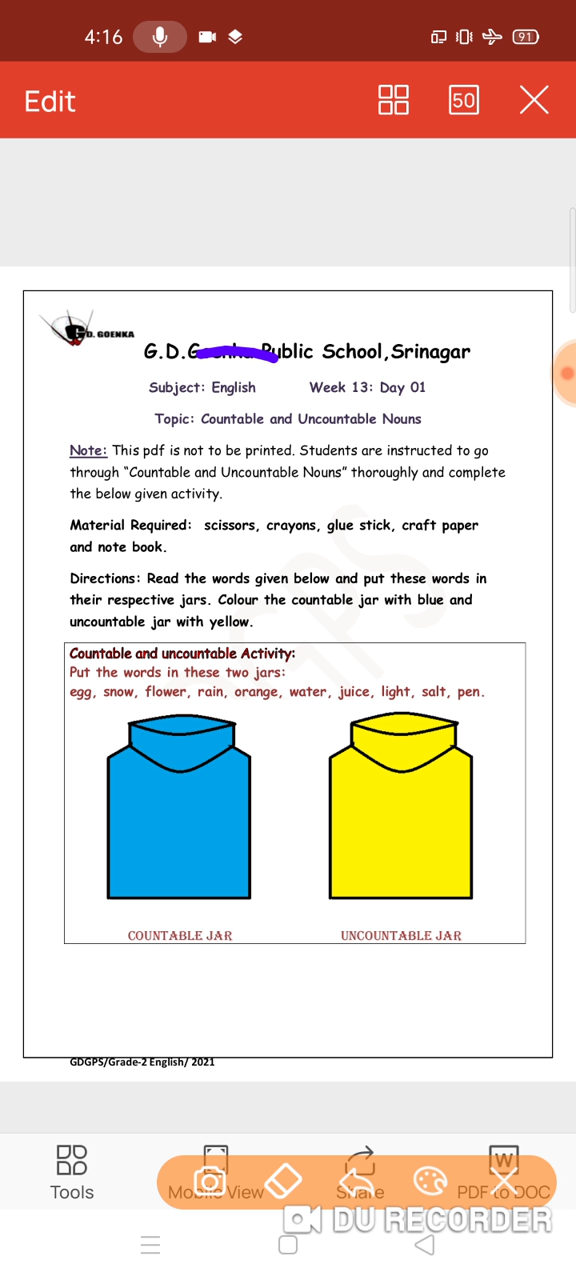 4:16
91
Edit
50
D. GOENKA
G.D.G Public School,Srinagar
Subject: English Week 13: Day 01
Topic: Countable and Uncountable Nouns
Note: This pdf is not to be printed. Students are instructed to go
through “Countable and Uncountable Nouns” thoroughly and complete
the below given activity.
Material Required: scissors, crayons, glue stick, craft paper
and note book.
Directions: Read the words given below and put these words in
their respective jars. Colour the countable jar with blue and
uncountable jar with yellow.
Countable and uncountable Activity:
Put the words in these two jars:
egg, snow, flower, rain, orange, water, juice, light, salt, pen.
COUNTABLE JAR UNCOUNTABLE JAR
GDGPS/Grade-2 English/ 2021
W
Tools Mobile View Share PDF to DOC
DU RECORDER